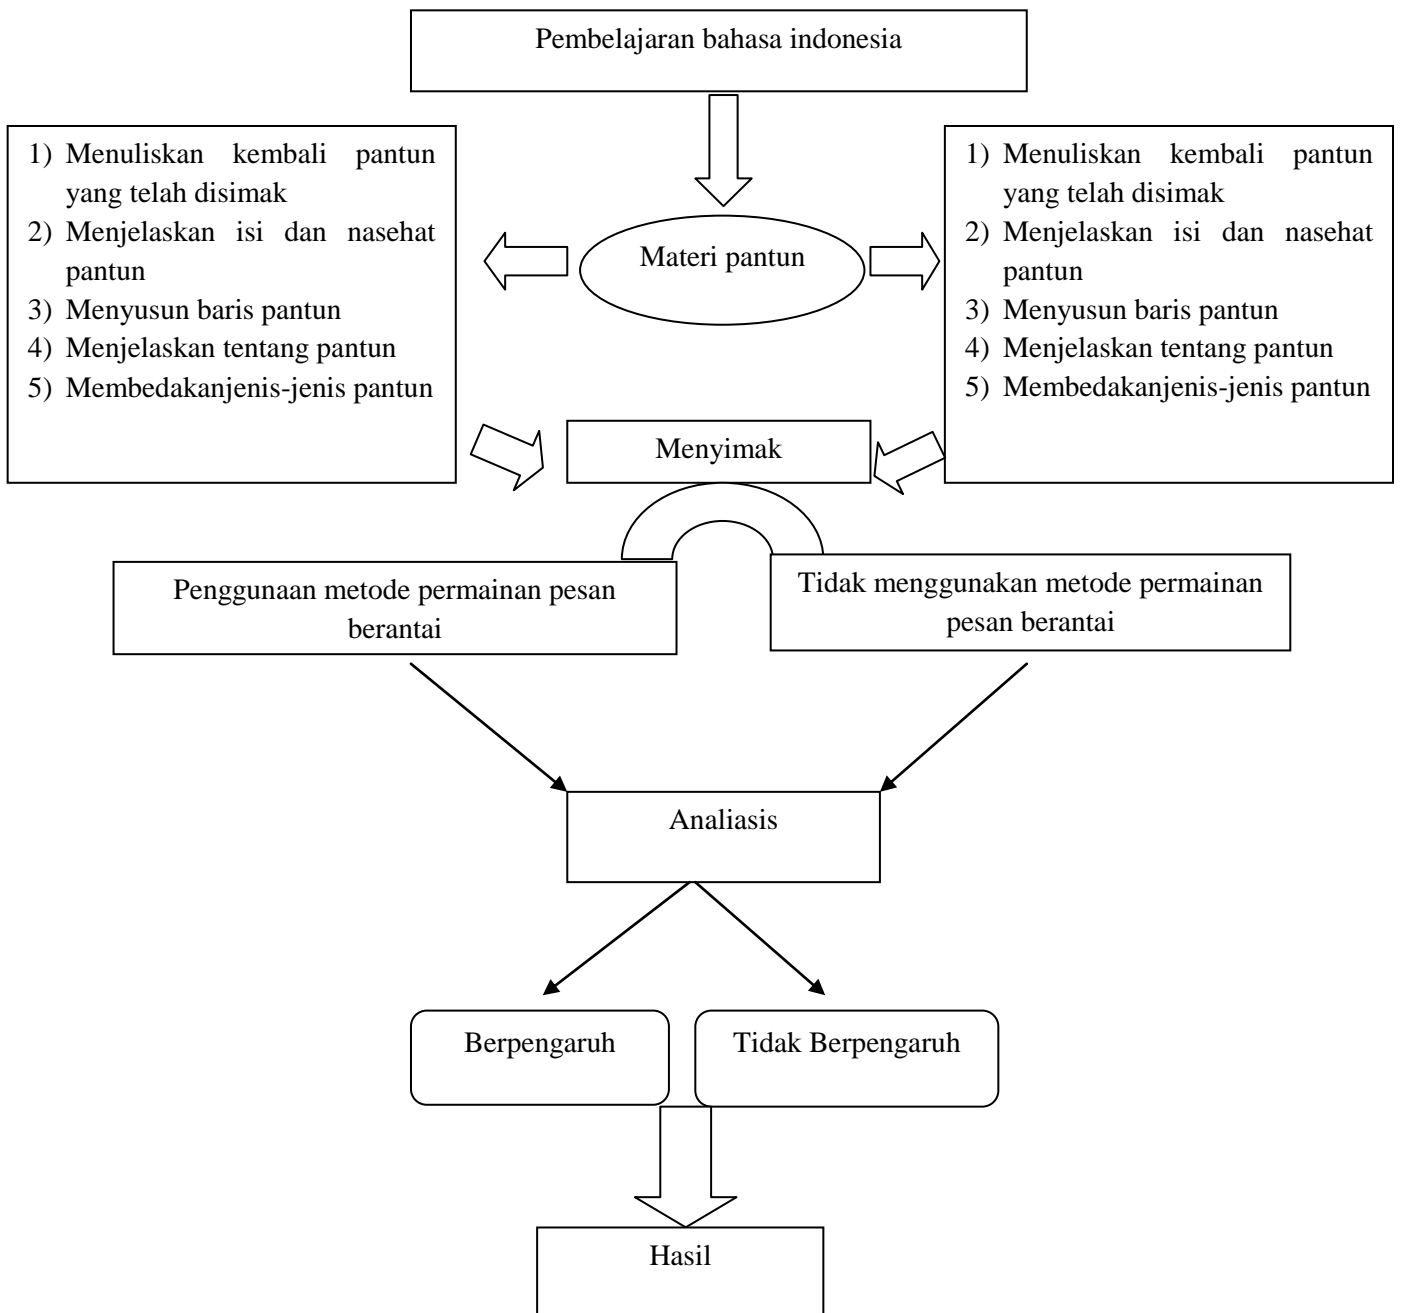 Pembelajaran bahasa indonesia
1) Menuliskan kembali pantun
yang telah disimak
2) Menjelaskan isi dan nasehat
pantun
3) Menyusun baris pantun
4) Menjelaskan tentang pantun
5) Membedakanjenis-jenis pantun
Materi pantun
1) Menuliskan kembali pantun
yang telah disimak
2) Menjelaskan isi dan nasehat
pantun
3) Menyusun baris pantun
4) Menjelaskan tentang pantun
5) Membedakanjenis-jenis pantun
Menyimak
Penggunaan metode permainan pesan
berantai
Tidak menggunakan metode permainan
pesan berantai
Analiasis
Berpengaruh
Tidak Berpengaruh
Hasil